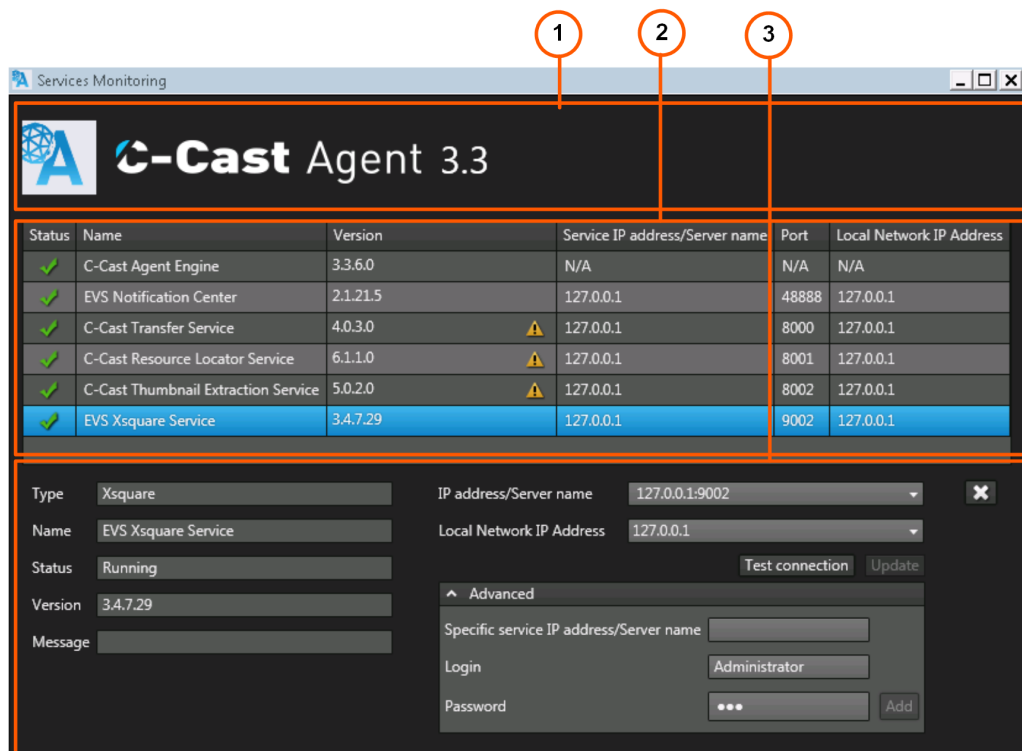 1 2 3
Services Monitoring
C-Cast Agent 3.3
Status Name Version Service IP address/Server name Port Local Network IP Address
C-Cast Agent Engine 3.3.6.0 N/A N/A N/A
EVS Notification Center 2.1.21.5 127.0.0.1 48888 127.0.0.1
C-Cast Transfer Service 4.0.3.0 127.0.0.1 8000 127.0.0.1
C-Cast Resource Locator Service 6.1.1.0 127.0.0.1 8001 127.0.0.1
C-Cast Thumbnail Extraction Service 5.0.2.0 127.0.0.1 8002 127.0.0.1
EVS Xsquare Service 3.4.7.29 127.0.0.1 9002 127.0.0.1
Type Xsquare IP address/Server name 127.0.0.1:9002
Name EVS Xsquare Service Local Network IP Address 127.0.0.1
Status Running Test connection Update
Version 3.4.7.29 Advanced
Message Specific service IP address/Server name
Login Administrator
Password ●●● Add